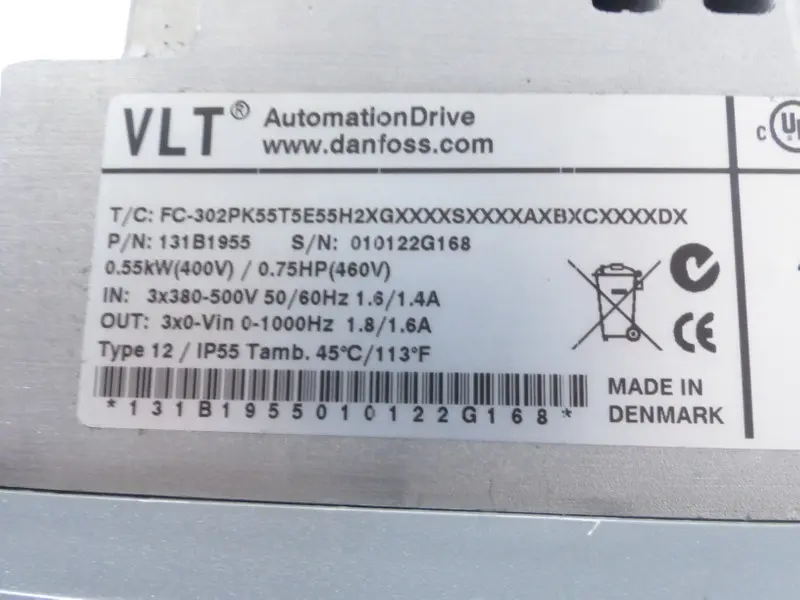 VLT® AutomationDrive
www.danfoss.com
T/C: FC-302PK55T5E55H2XGXXXXSXXXXAXBXCXXXXDX
P/N: 131B1955 S/N: 010122G168
0.55kW(400V) / 0.75HP(460V)
IN: 3x380-500V 50/60Hz 1.6/1.4A
OUT: 3x0-Vin 0-1000Hz 1.8/1.6A
Type 12 / IP55 Tamb. 45°C/113°F
*131B1955010122G168*
MADE IN
DENMARK
CE
c UL